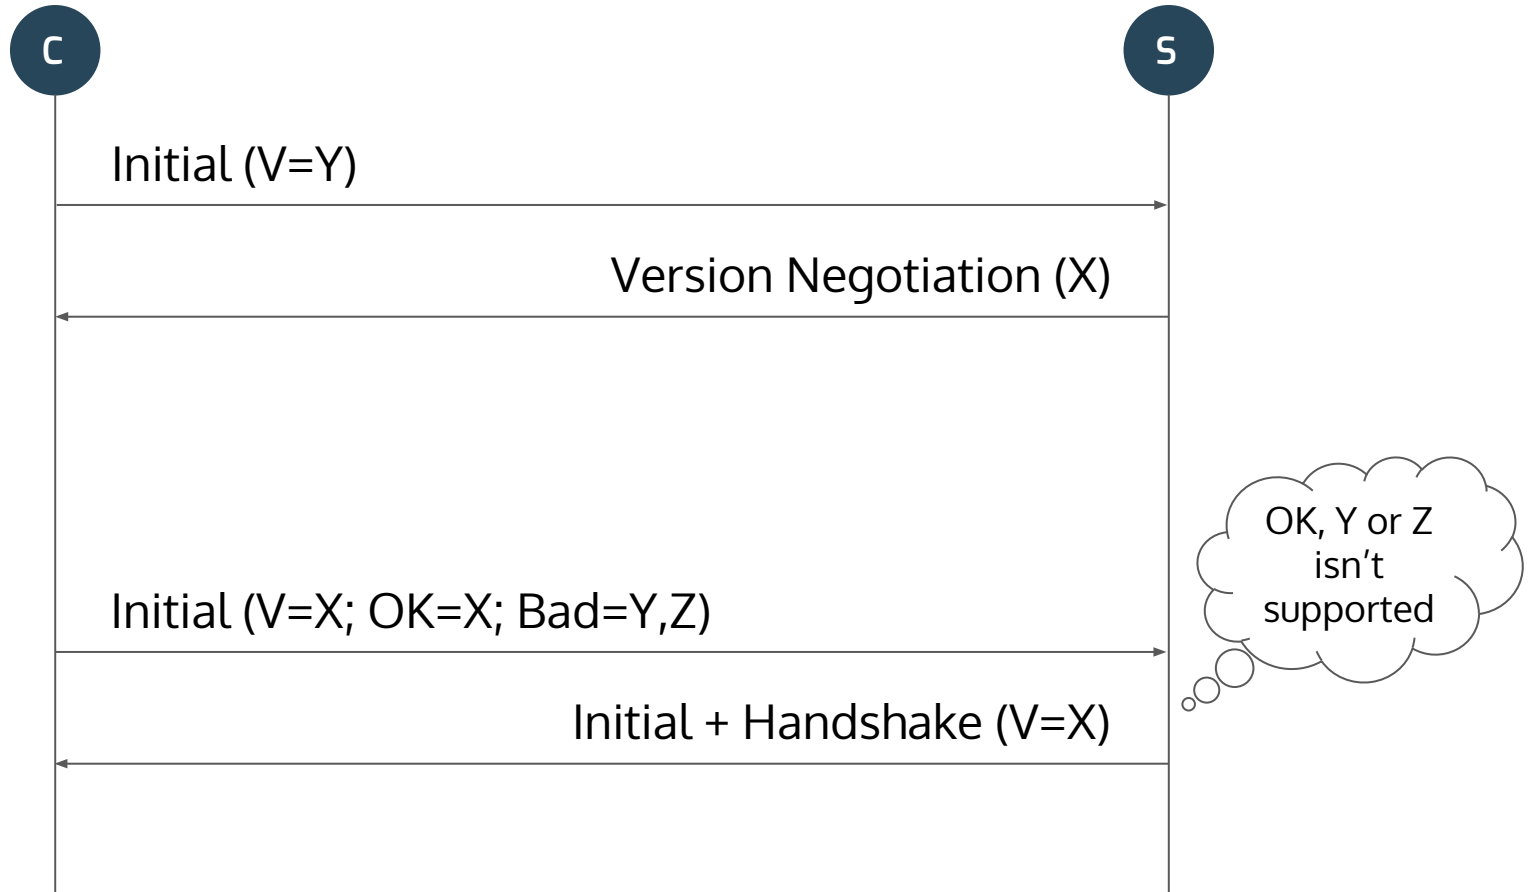 C
S
Initial (V=Y)
Version Negotiation (X)
OK, Y or Z
isn’t
supported
Initial (V=X; OK=X; Bad=Y,Z)
Initial + Handshake (V=X)